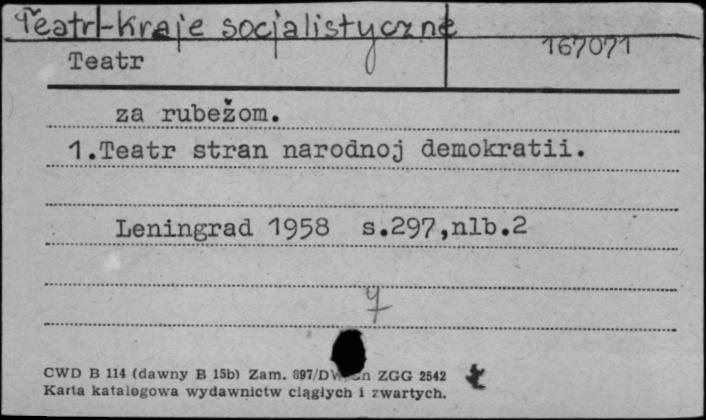 Teatr-Kraje socjalistyczne
Teatr
167071
za rubežom.
1.Teatr stran narodnoj demokratii.
Leningrad 1958 s.297,nlb.2
CWD B 114 (dawny B 15b) Zam. 897/ ZGG 2542
Karta katalogowa wydawnictw ciągłych i zwartych.